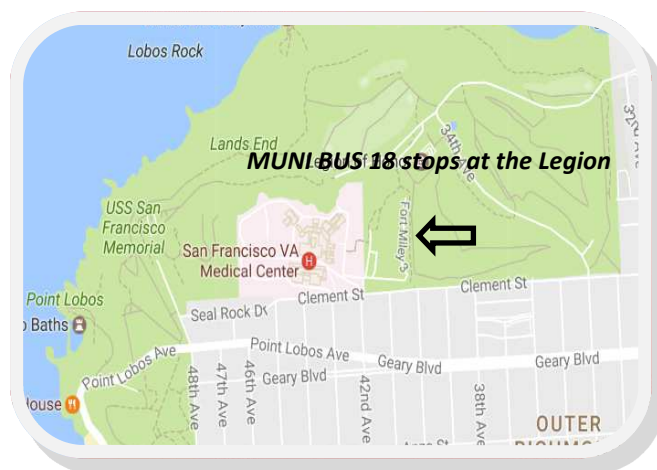 Lobos Rock
Lands End
MUNI BUS 18 stops at the Legion
34th Ave
USS San
Francisco
Memorial
Fort Miley 3
San Francisco VA
Medical Center
H
Point Lobos
Baths
Clement St
Clement St
Seal Rock Dr
Point Lobos Ave
Point Lobos Ave
Geary Blvd
Geary Blvd
Geary Blvd
48th Ave
47th Ave
46th Ave
42nd Ave
38th Ave
OUTER